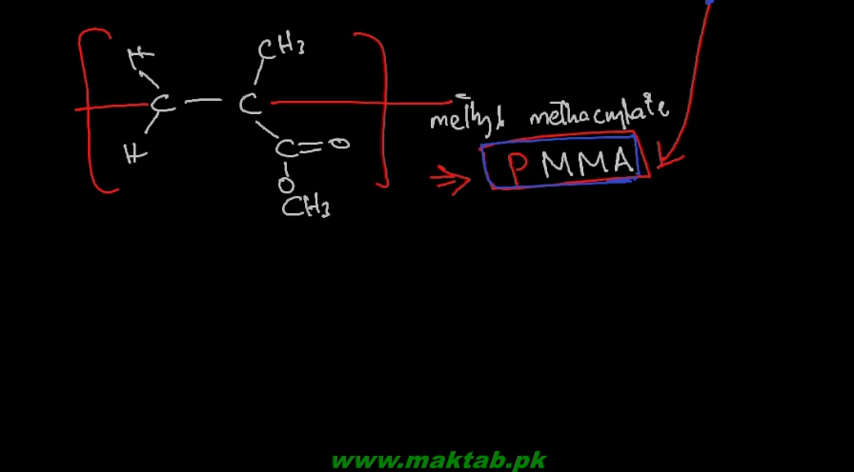 H
CH3
C
C
H
C=O
O
CH3
methyl methacrylate
PMMA
www.maktab.pk